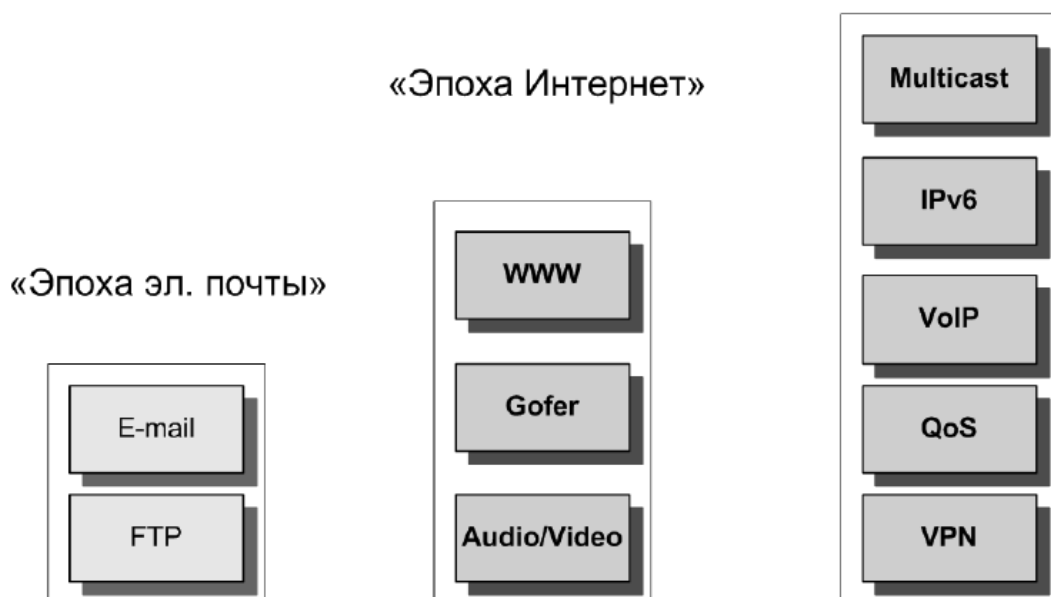 «Эпоха эл. почты»
E-mail
FTP
«Эпоха Интернет»
WWW
Gofer
Audio/Video
Multicast
IPv6
VoIP
QoS
VPN